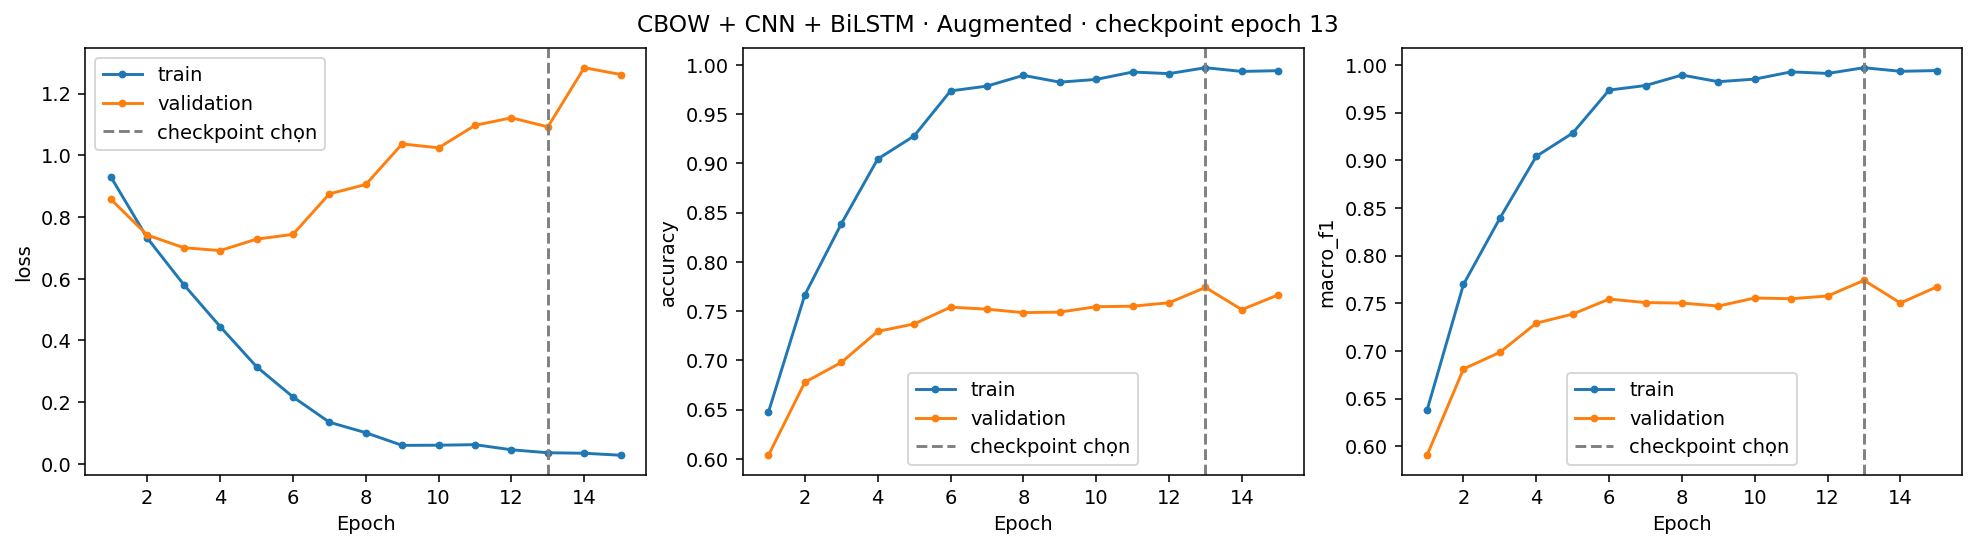 CBOW + CNN + BiLSTM · Augmented · checkpoint epoch 13
loss
1.2
1.0
0.8
0.6
0.4
0.2
0.0
train
validation
checkpoint chọn
2 4 6 8 10 12 14
Epoch
accuracy
1.00
0.95
0.90
0.85
0.80
0.75
0.70
0.65
0.60
train
validation
checkpoint chọn
2 4 6 8 10 12 14
Epoch
macro_f1
1.00
0.95
0.90
0.85
0.80
0.75
0.70
0.65
0.60
train
validation
checkpoint chọn
2 4 6 8 10 12 14
Epoch